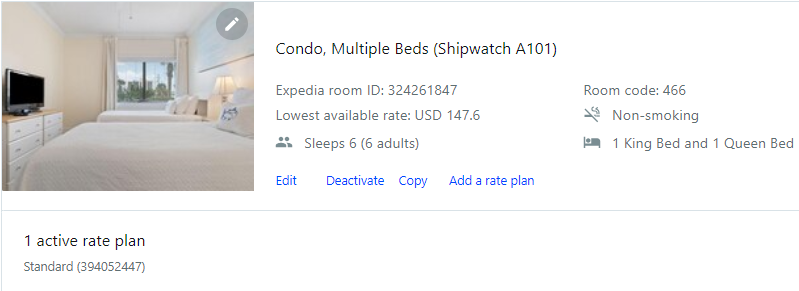 Condo, Multiple Beds (Shipwatch A101)
Expedia room ID: 324261847
Room code: 466
Lowest available rate: USD 147.6
Non-smoking
Sleeps 6 (6 adults)
1 King Bed and 1 Queen Bed
Edit Deactivate Copy Add a rate plan
1 active rate plan
Standard (394052447)